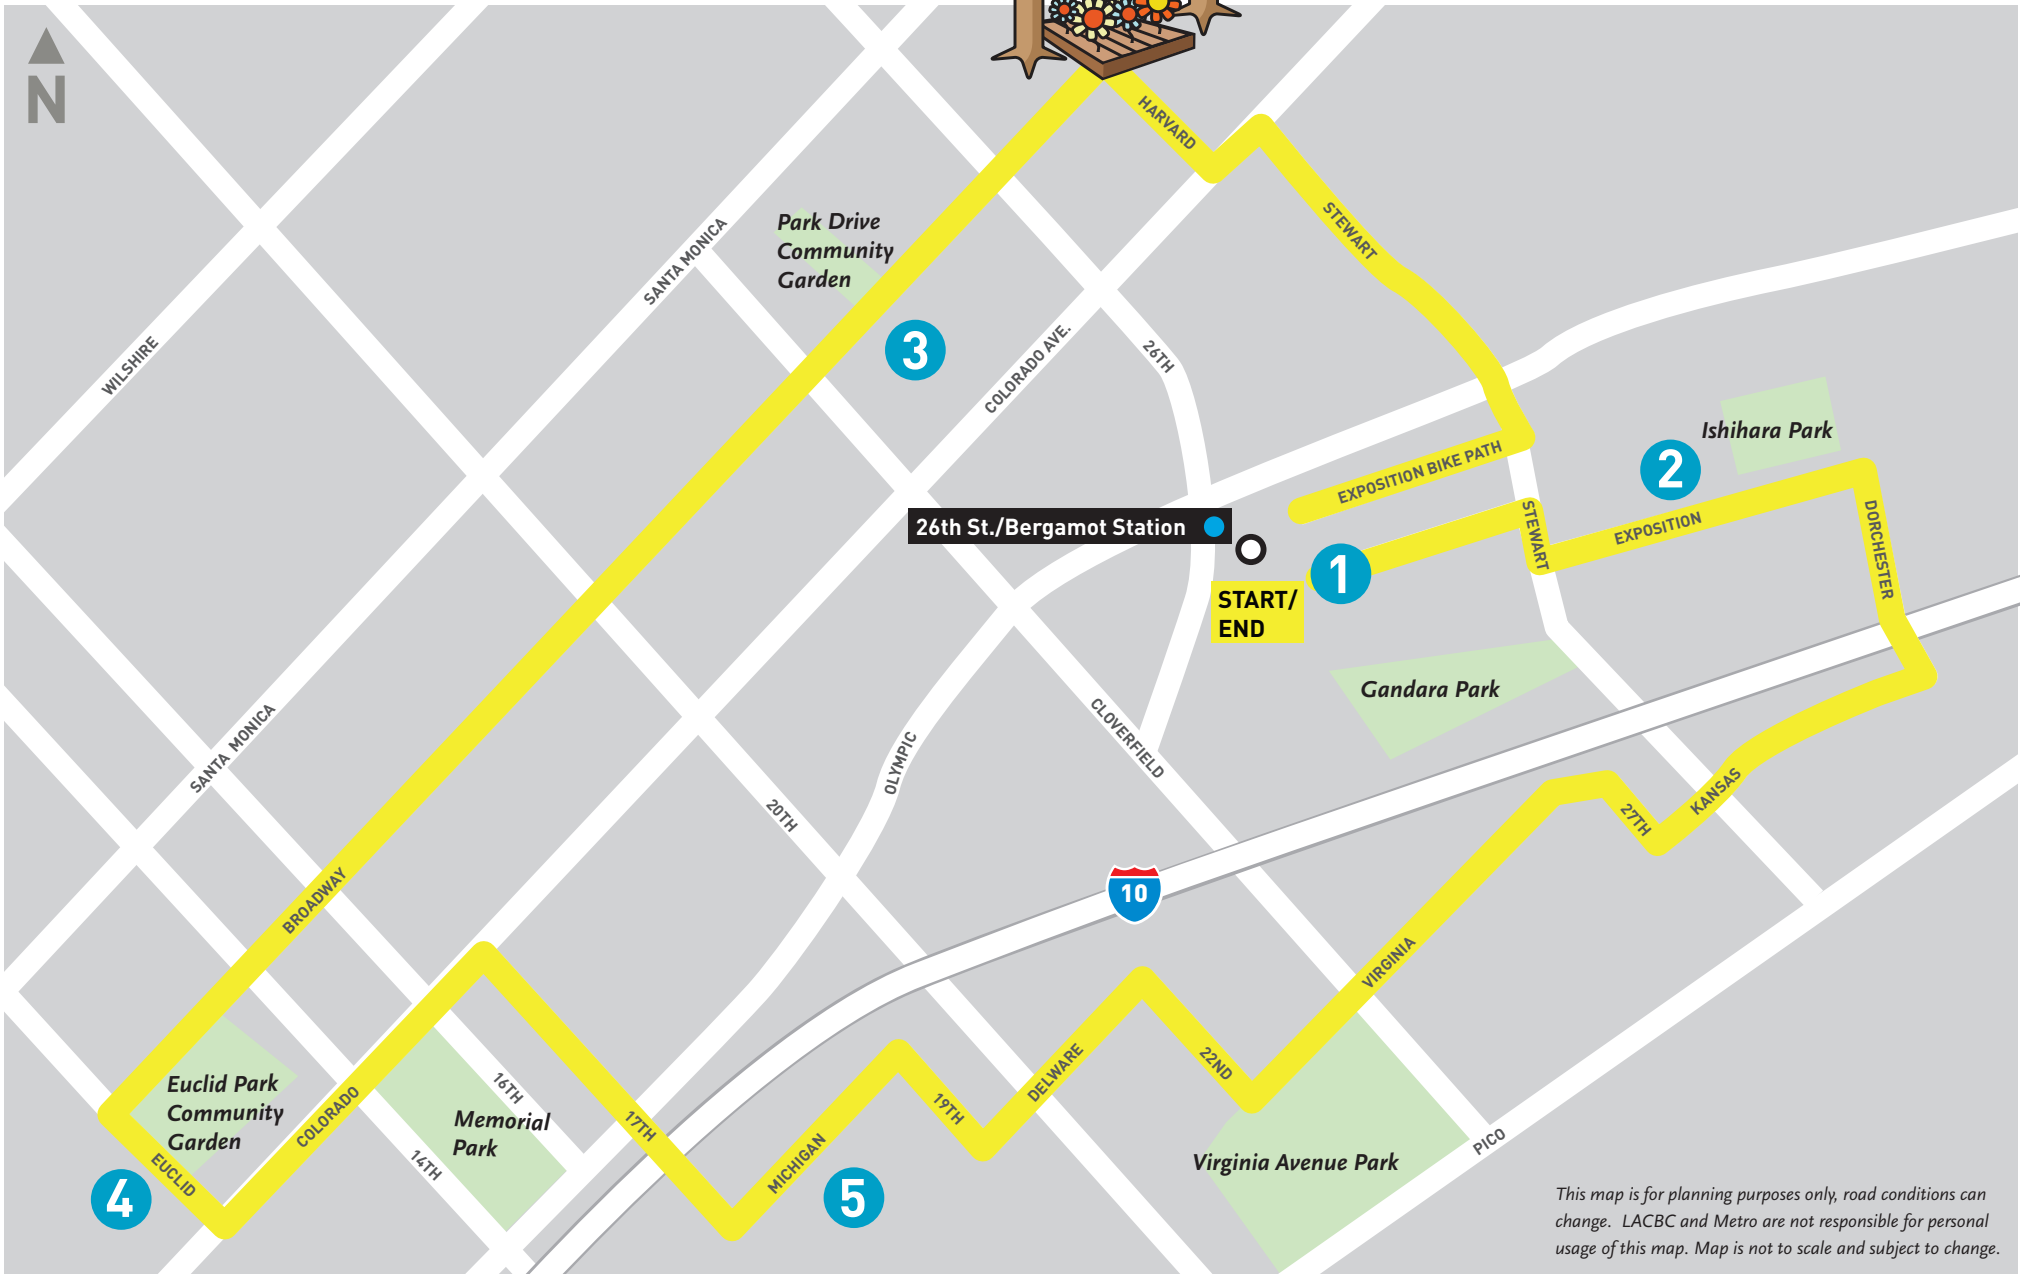 N
HARVARD
STEWART
Park Drive
Community
Garden
SANTA MONICA
WILSHIRE
3
COLORADO AVE.
26TH
Ishihara Park
2
EXPOSITION BIKE PATH
26th St./Bergamot Station
STEWART
EXPOSITION
DORCHESTER
1
START/
END
Gandara Park
SANTA MONICA
OLYMPIC
CLOVERFIELD
20TH
KANSAS
27TH
10
BROADWAY
VIRGINIA
Euclid Park
Community
Garden
COLORADO
16TH
Memorial
Park
17TH
19TH
DELWARE
22ND
14TH
EUCLID
4
MICHIGAN
5
Virginia Avenue Park
PICO
This map is for planning purposes only, road conditions can
change. LACBC and Metro are not responsible for personal
usage of this map. Map is not to scale and subject to change.